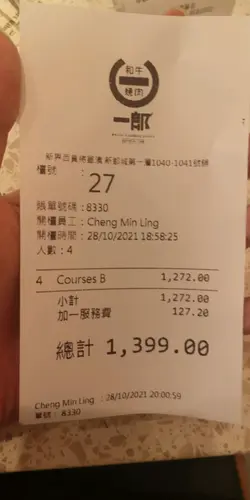 和牛
燒肉
一郎
新界西貢將軍澳新都城第一層1040-1041號舖
檯號 : 27
賬單號碼 : 8330
開檯員工 : Cheng Min Ling
開檯時間 : 28/10/2021 18:58:25
人數 : 4
4 Courses B 1,272.00
小計 1,272.00
加一服務費 127.20
總計 1,399.00
Cheng Min Ling : 28/10/2021 20:00:59
單號 : 8330